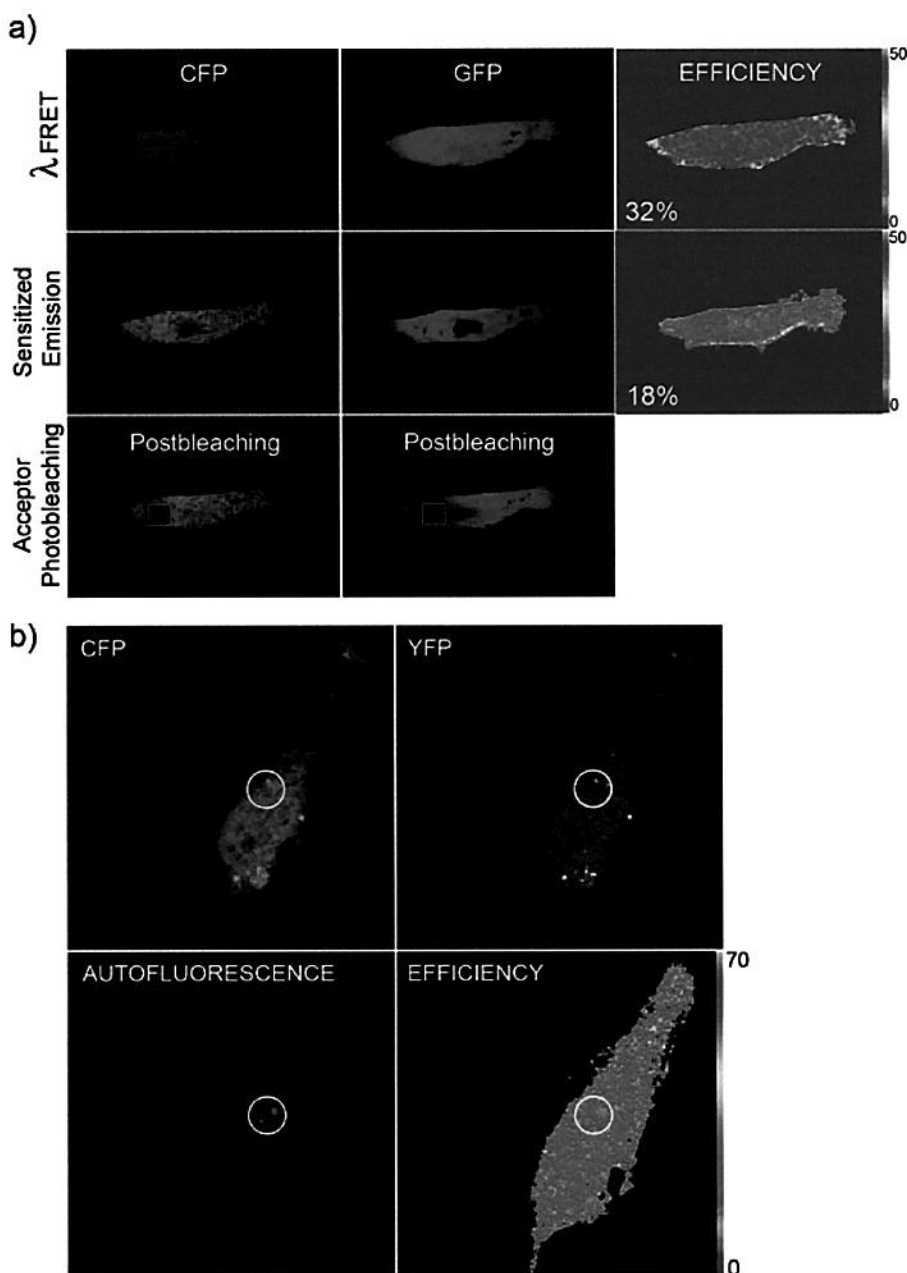 a)
CFP
GFP
EFFICIENCY
50
λ FRET
32%
0
50
Sensitized
Emission
18%
0
Acceptor
Photobleaching
Postbleaching
Postbleaching
b)
CFP
YFP
AUTOFLUORESCENCE
EFFICIENCY
70
0